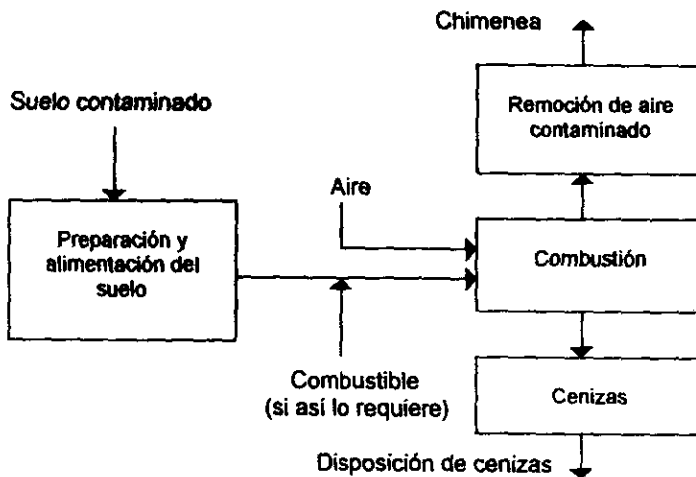 Chimenea
Suelo contaminado
Remoción de aire
contaminado
Aire
Preparación y
alimentación del
suelo
Combustión
Combustible
(si así lo requiere)
Cenizas
Disposición de cenizas